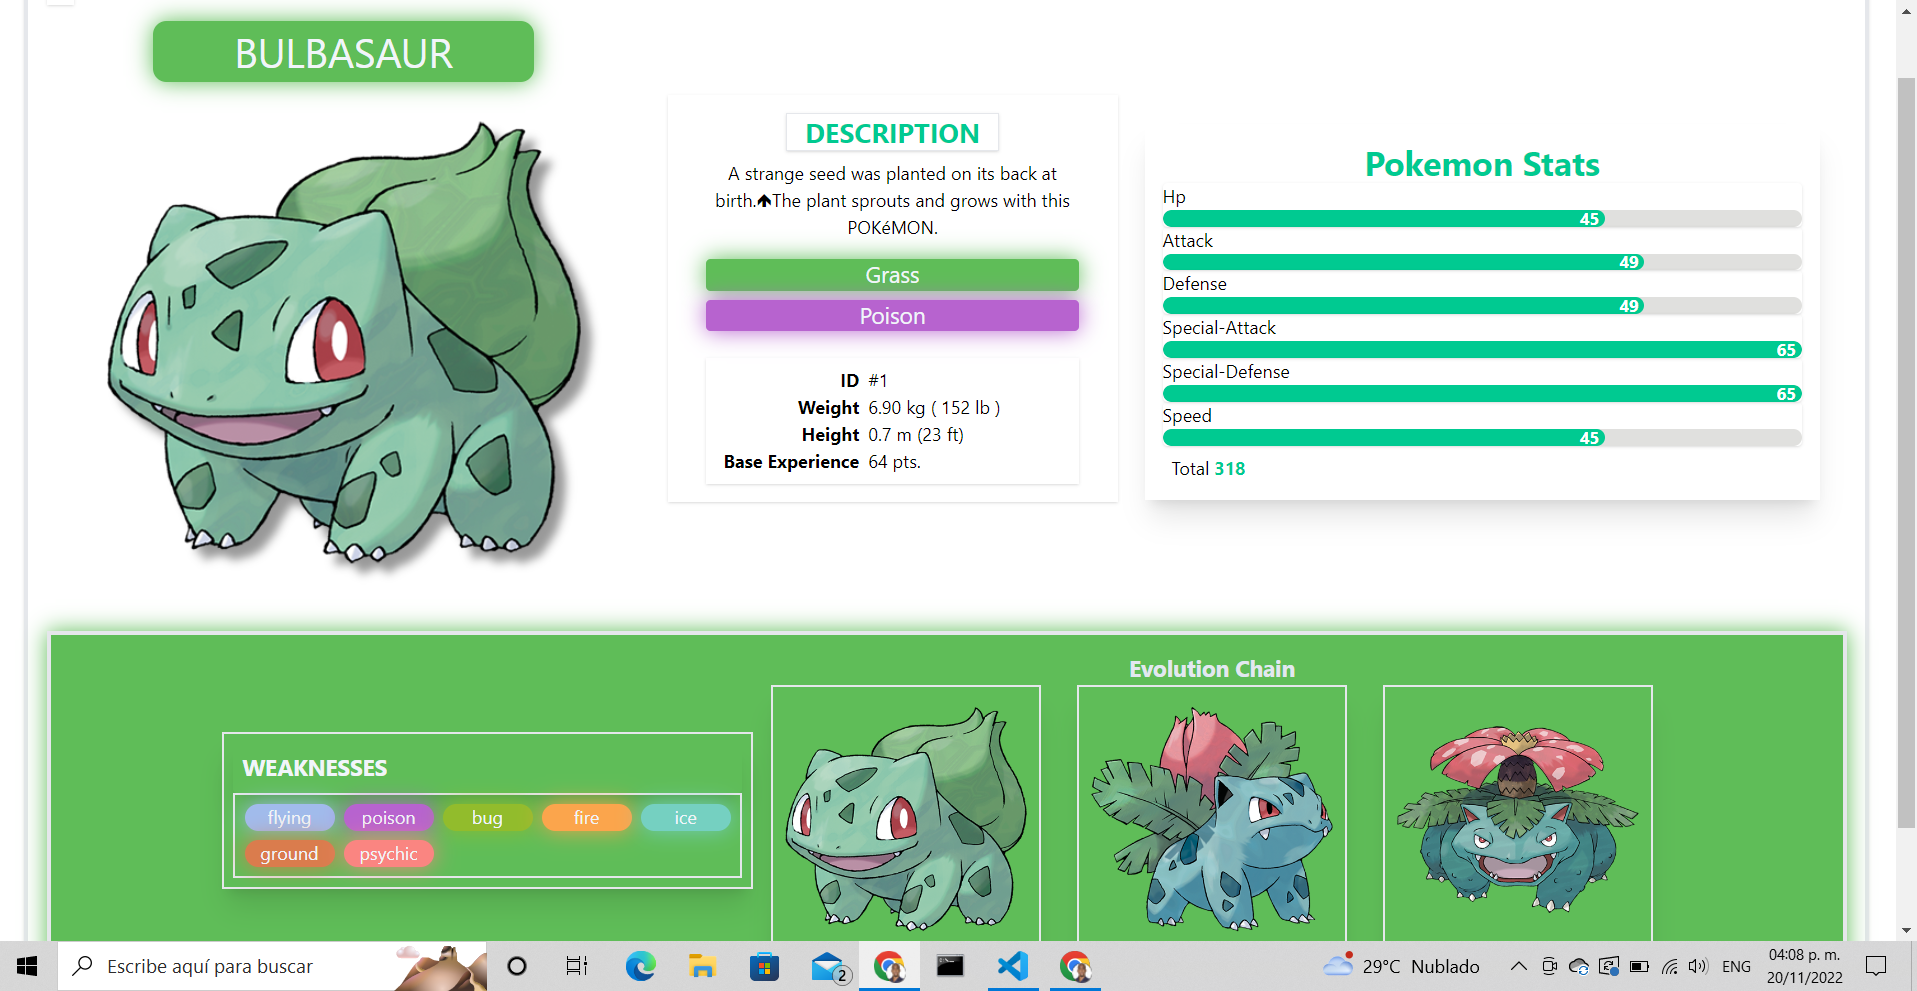 BULBASAUR
DESCRIPTION
A strange seed was planted on its back at
birth.🡅The plant sprouts and grows with this
POKéMON.
Grass
Poison
ID #1
Weight 6.90 kg ( 152 lb )
Height 0.7 m (23 ft)
Base Experience 64 pts.
Pokemon Stats
Hp
45
Attack
49
Defense
49
Special-Attack
65
Special-Defense
65
Speed
45
Total 318
WEAKNESSES
flying poison bug fire ice
ground psychic
Evolution Chain
Escribe aquí para buscar
2
29°C Nublado
ENG
04:08 p. m.
20/11/2022